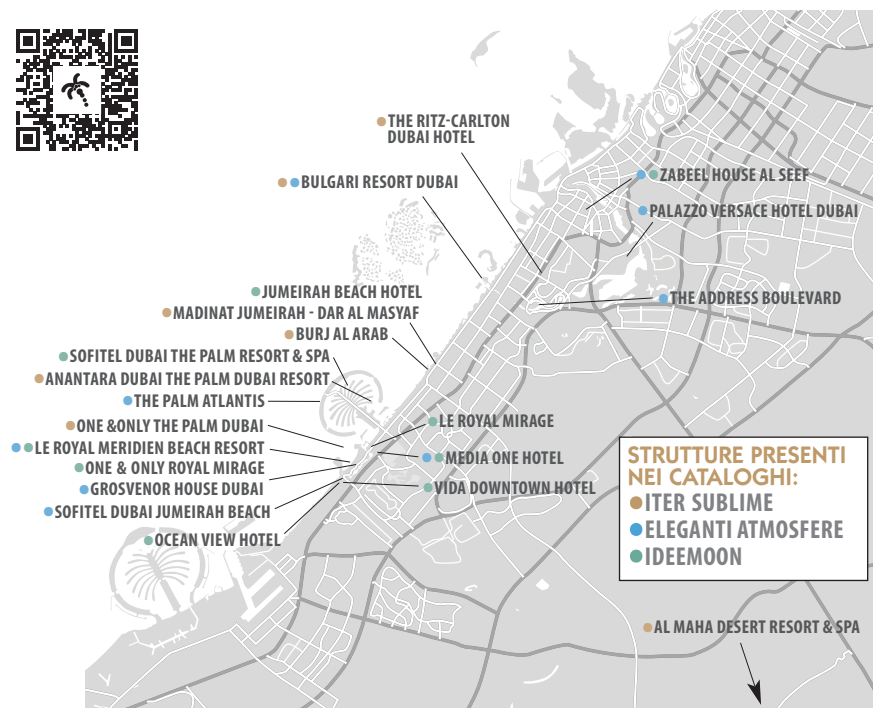 THE RITZ-CARLTON
DUBAI HOTEL
ZABEEL HOUSE AL SEEF
BULGARI RESORT DUBAI
PALAZZO VERSACE HOTEL DUBAI
JUMEIRAH BEACH HOTEL
THE ADDRESS BOULEVARD
MADINAT JUMEIRAH - DAR AL MASYAF
BURJ AL ARAB
SOFITEL DUBAI THE PALM RESORT & SPA
ANANTARA DUBAI THE PALM DUBAI RESORT
THE PALM ATLANTIS
ONE &ONLY THE PALM DUBAI
LE ROYAL MIRAGE
LE ROYAL MERIDIEN BEACH RESORT
MEDIA ONE HOTEL
ONE & ONLY ROYAL MIRAGE
GROSVENOR HOUSE DUBAI
VIDA DOWNTOWN HOTEL
SOFITEL DUBAI JUMEIRAH BEACH
OCEAN VIEW HOTEL
STRUTTURE PRESENTI
NEI CATALOGHI:
ITER SUBLIME
ELEGANTI ATMOSFERE
IDEEMOON
AL MAHA DESERT RESORT & SPA